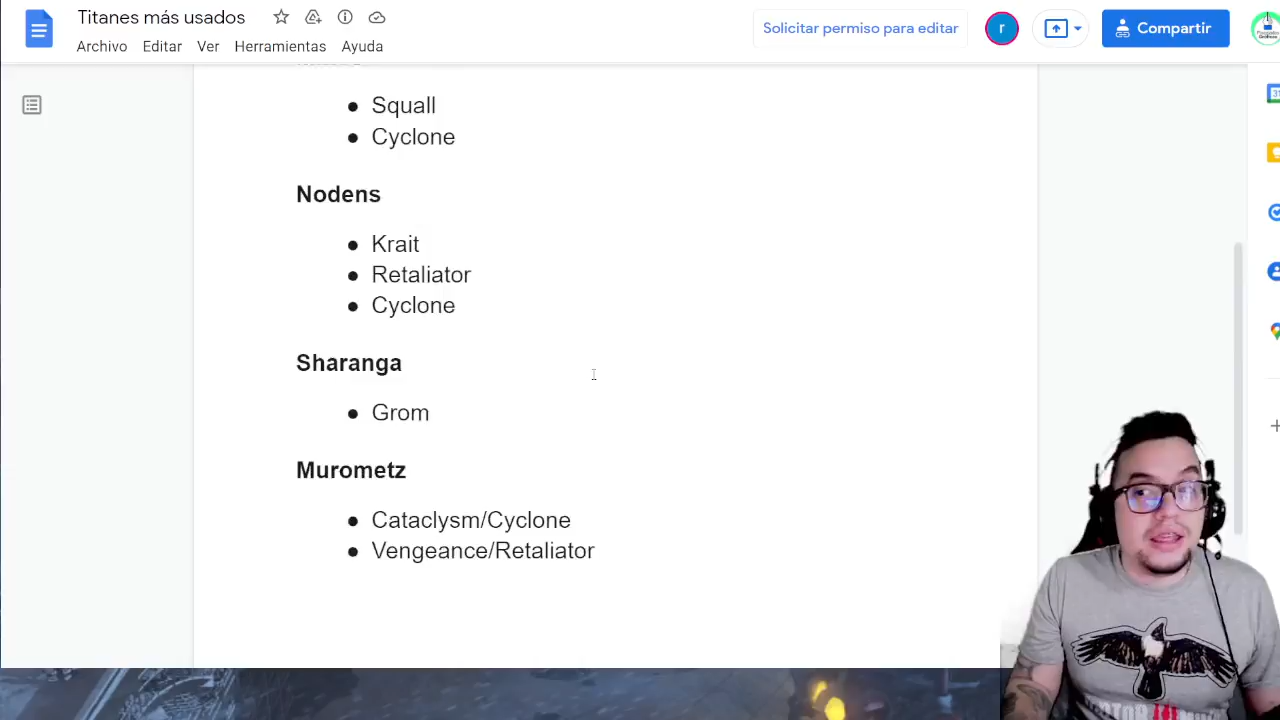 Titanes más usados
Archivo Editar Ver Herramientas Ayuda
Solicitar permiso para editar
r
Compartir
Squall
Cyclone
Nodens
Krait
Retaliator
Cyclone
Sharanga
Grom
Murometz
Cataclysm/Cyclone
Vengeance/Retaliator
31